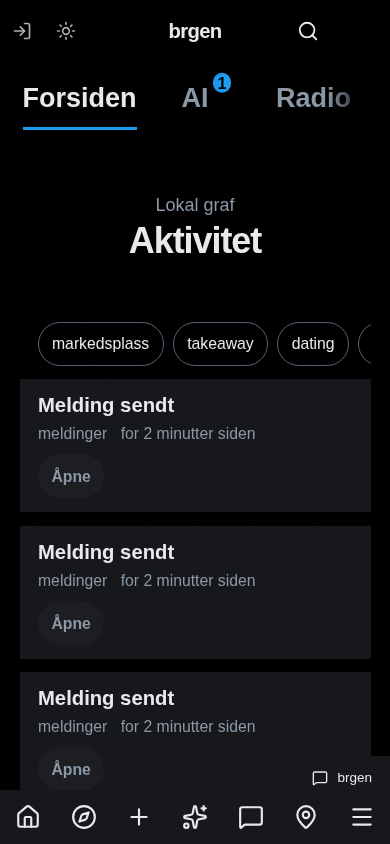 brgen
Forsiden AI 1 Radio
Lokal graf
Aktivitet
markedsplass takeaway dating
Melding sendt
meldinger for 2 minutter siden
Åpne
Melding sendt
meldinger for 2 minutter siden
Åpne
Melding sendt
meldinger for 2 minutter siden
Åpne
brgen